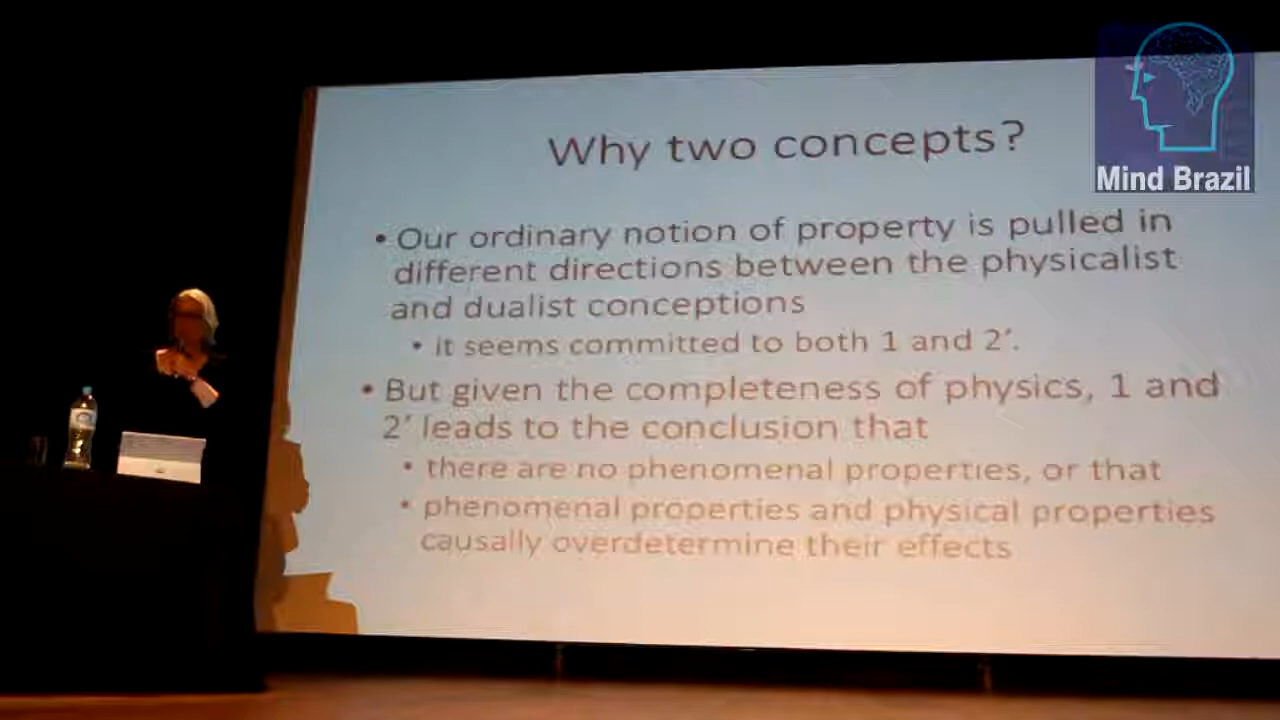 Mind Brazil
Why two concepts?
• Our ordinary notion of property is pulled in
different directions between the physicalist
and dualist conceptions
• it seems committed to both 1 and 2’.
• But given the completeness of physics, 1 and
2’ leads to the conclusion that
• there are no phenomenal properties, or that
• phenomenal properties and physical properties
causally overdetermine their effects